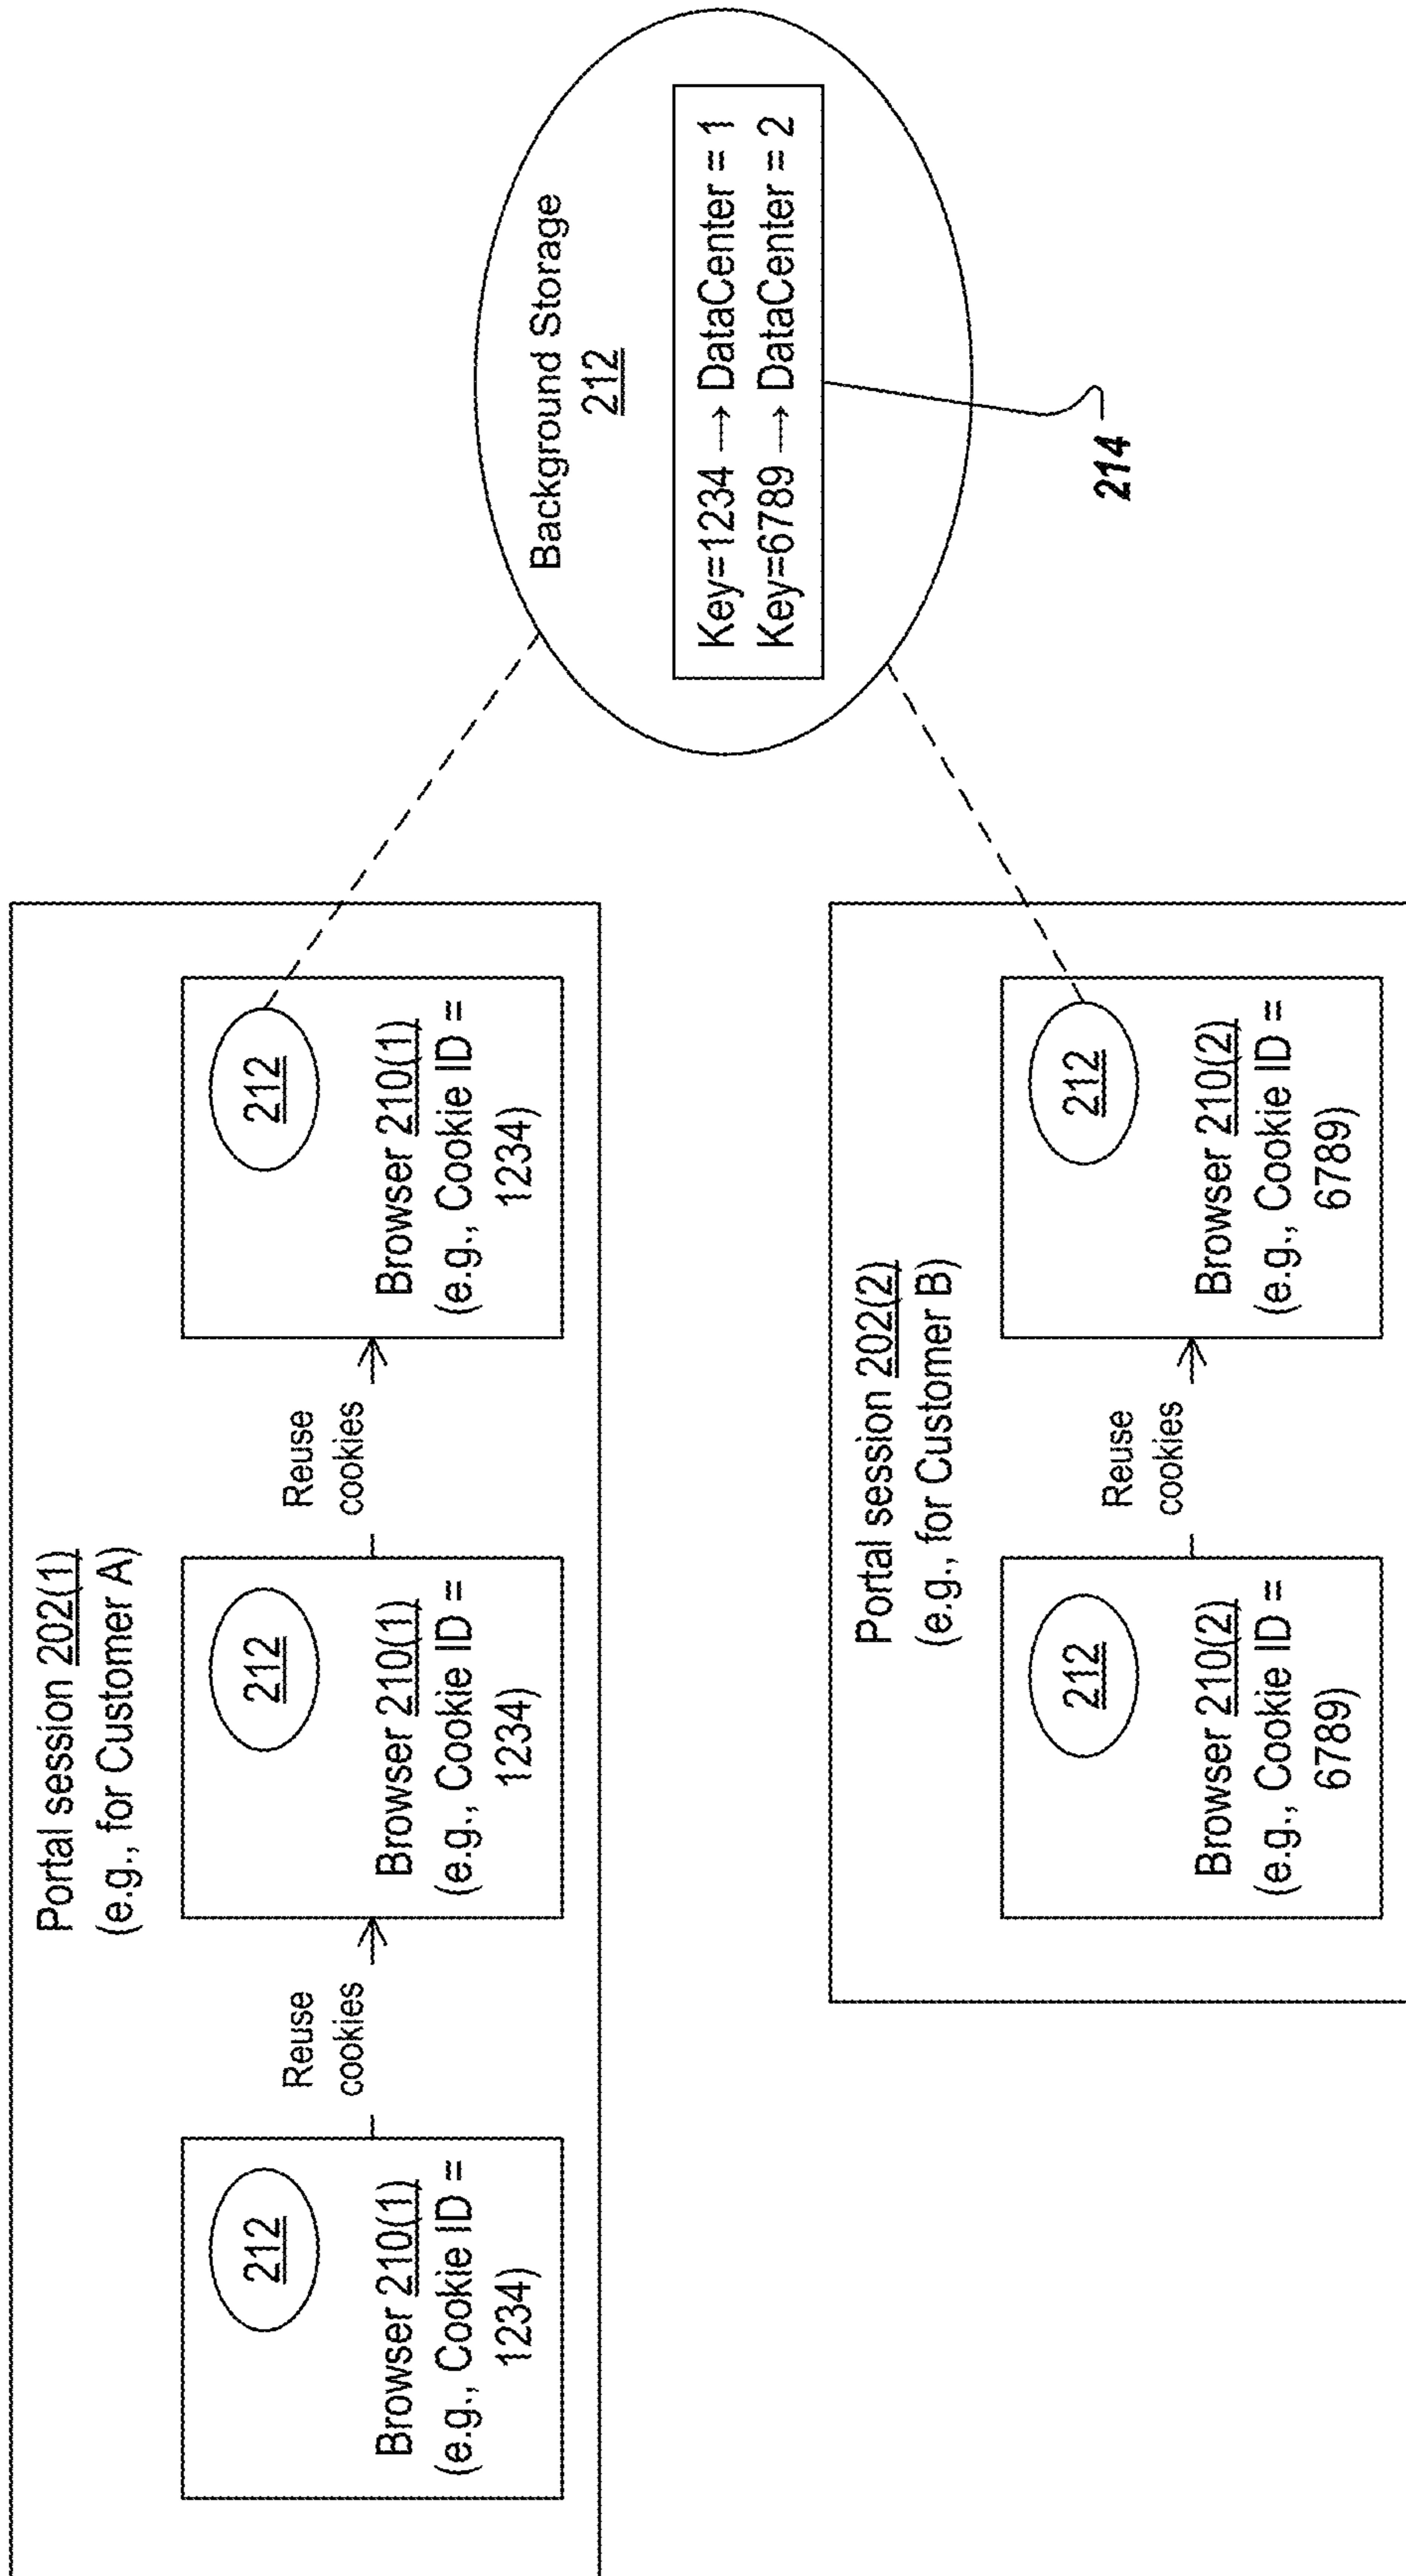 Portal session 202(1)
(e.g., for Customer A)
212
Browser 210(1)
(e.g., Cookie ID =
1234)
Reuse
cookies
212
Browser 210(1)
(e.g., Cookie ID =
1234)
Reuse
cookies
212
Browser 210(1)
(e.g., Cookie ID =
1234)
Background Storage
212
Key=1234 → DataCenter = 1
Key=6789 → DataCenter = 2
214
Portal session 202(2)
(e.g., for Customer B)
212
Browser 210(2)
(e.g., Cookie ID =
6789)
Reuse
cookies
212
Browser 210(2)
(e.g., Cookie ID =
6789)